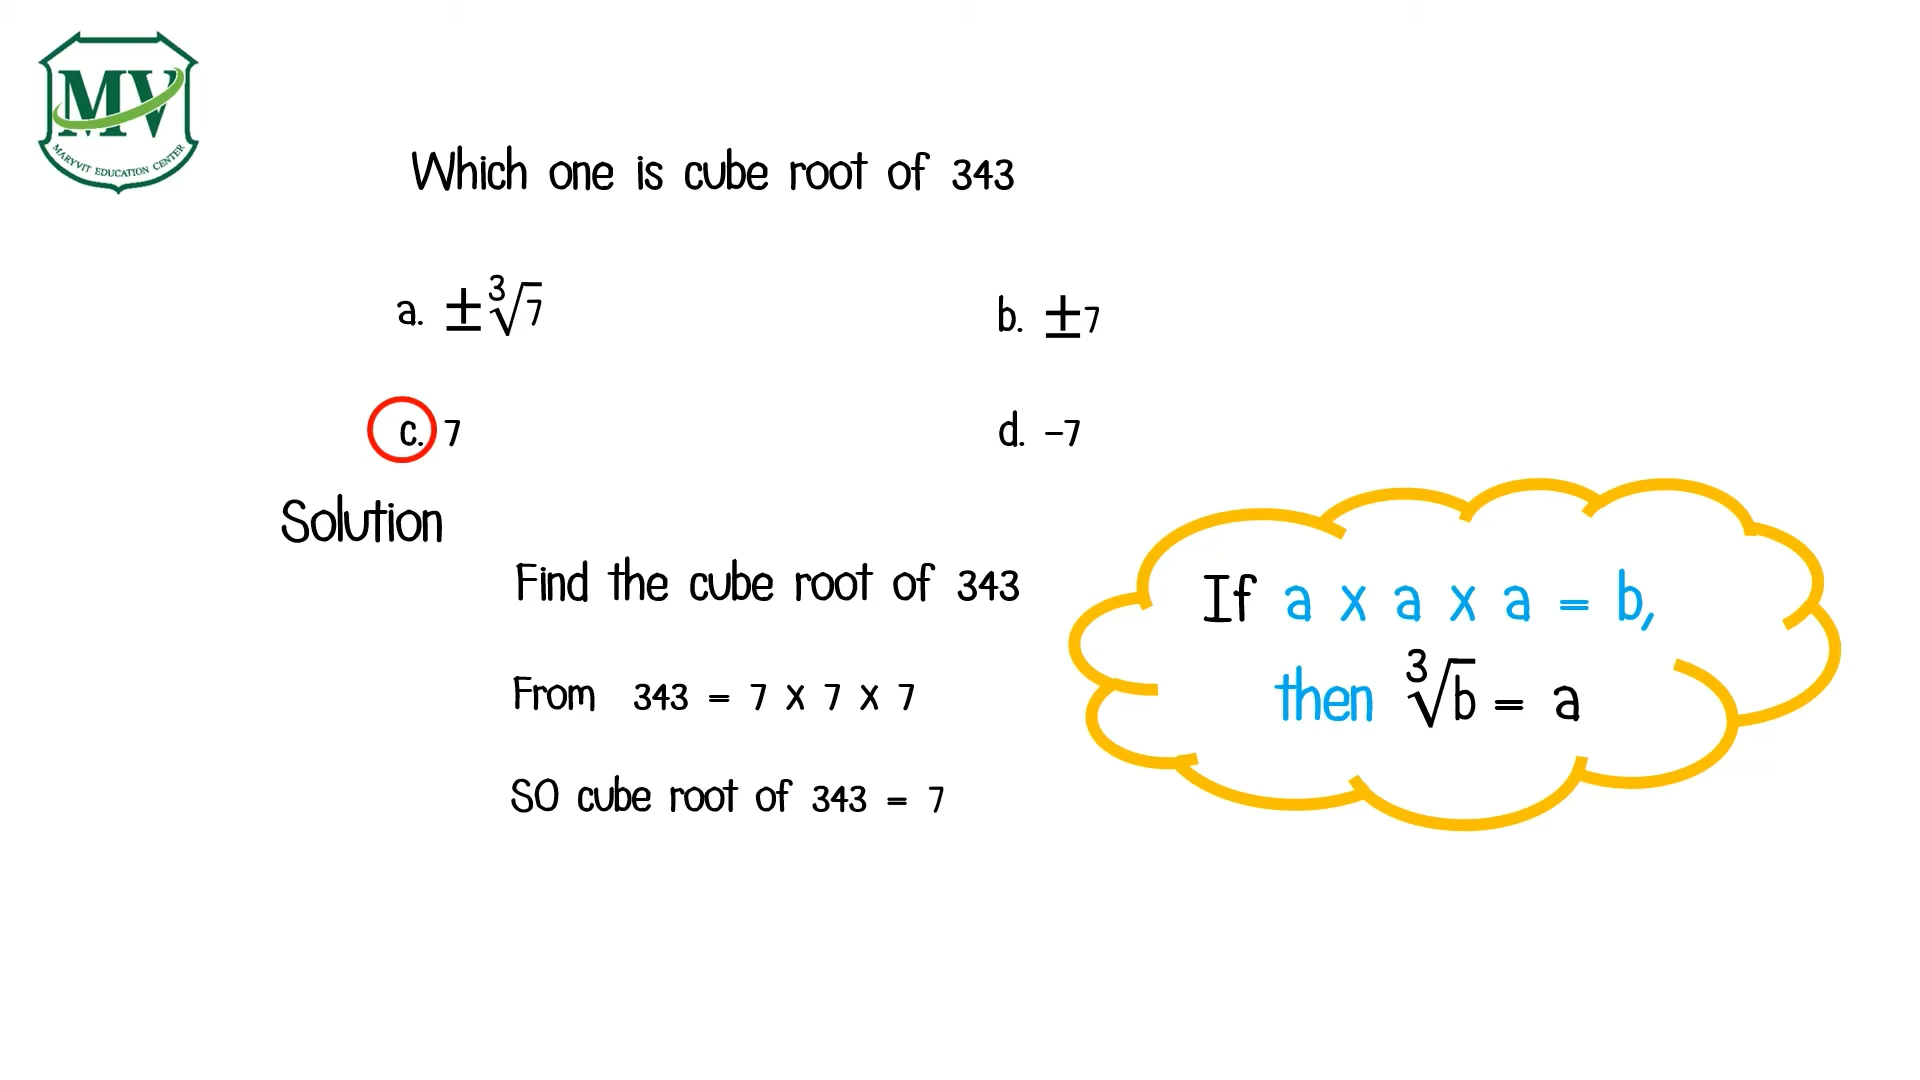 MV
MARYVIT EDUCATION CENTER
Which one is cube root of 343
a. ±∛7
b. ±7
c. 7
d. –7
Solution
Find the cube root of 343
From 343 = 7 x 7 x 7
SO cube root of 343 = 7
If a x a x a = b,
then ∛b = a